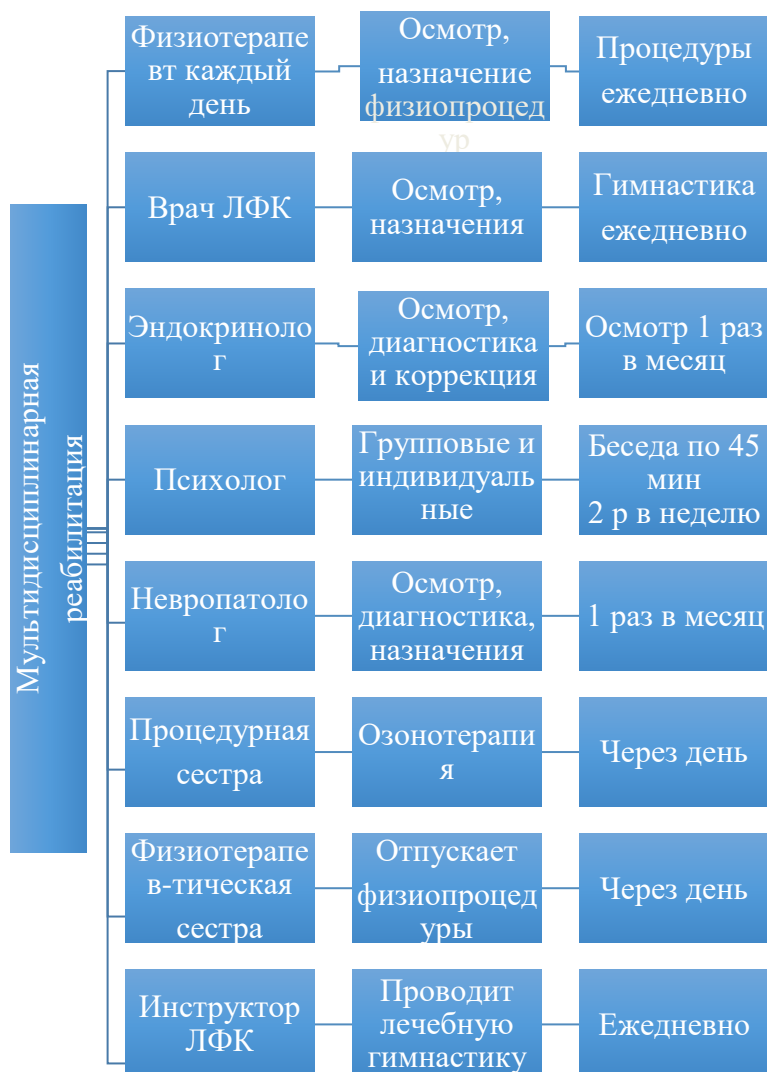 Мультидисциплинарная
реабилитация
Физиотерапе
вт каждый
день
Осмотр,
назначение
физиопроцед
ур
Процедуры
ежедневно
Врач ЛФК
Осмотр,
назначения
Гимнастика
ежедневно
Эндокриноло
г
Осмотр,
диагностика
и коррекция
Осмотр 1 раз
в месяц
Психолог
Групповые и
индивидуаль
ные
Беседа по 45
мин
2 р в неделю
Невропатоло
г
Осмотр,
диагностика,
назначения
1 раз в месяц
Процедурная
сестра
Озонотерапи
я
Через день
Физиотерапе
в-тическая
сестра
Отпускает
физиопроцед
уры
Через день
Инструктор
ЛФК
Проводит
лечебную
гимнастику
Ежедневно